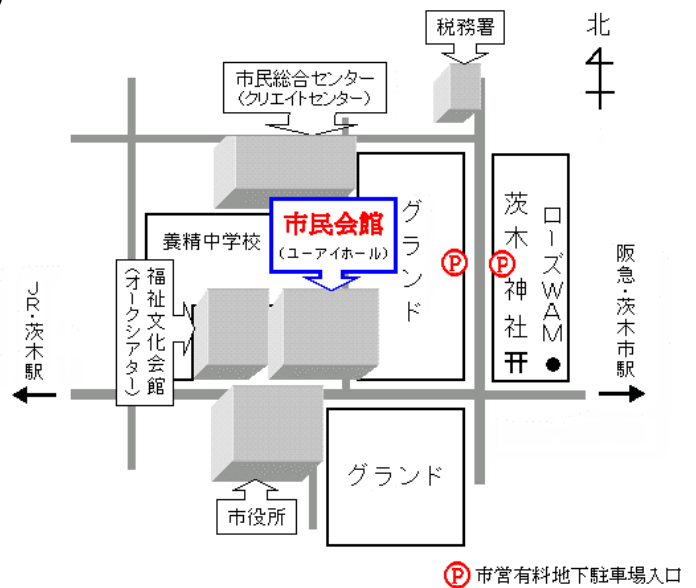 税務署
北
市民総合センター
(クリエイトセンター)
市民会館
(ユーアイホール)
養精中学校
グランド
P
P
茨木神社
ローズWAM
福祉文化会館
(オークシアター)
JR・茨木駅
阪急・茨木市駅
グランド
市役所
P 市営有料地下駐車場入口